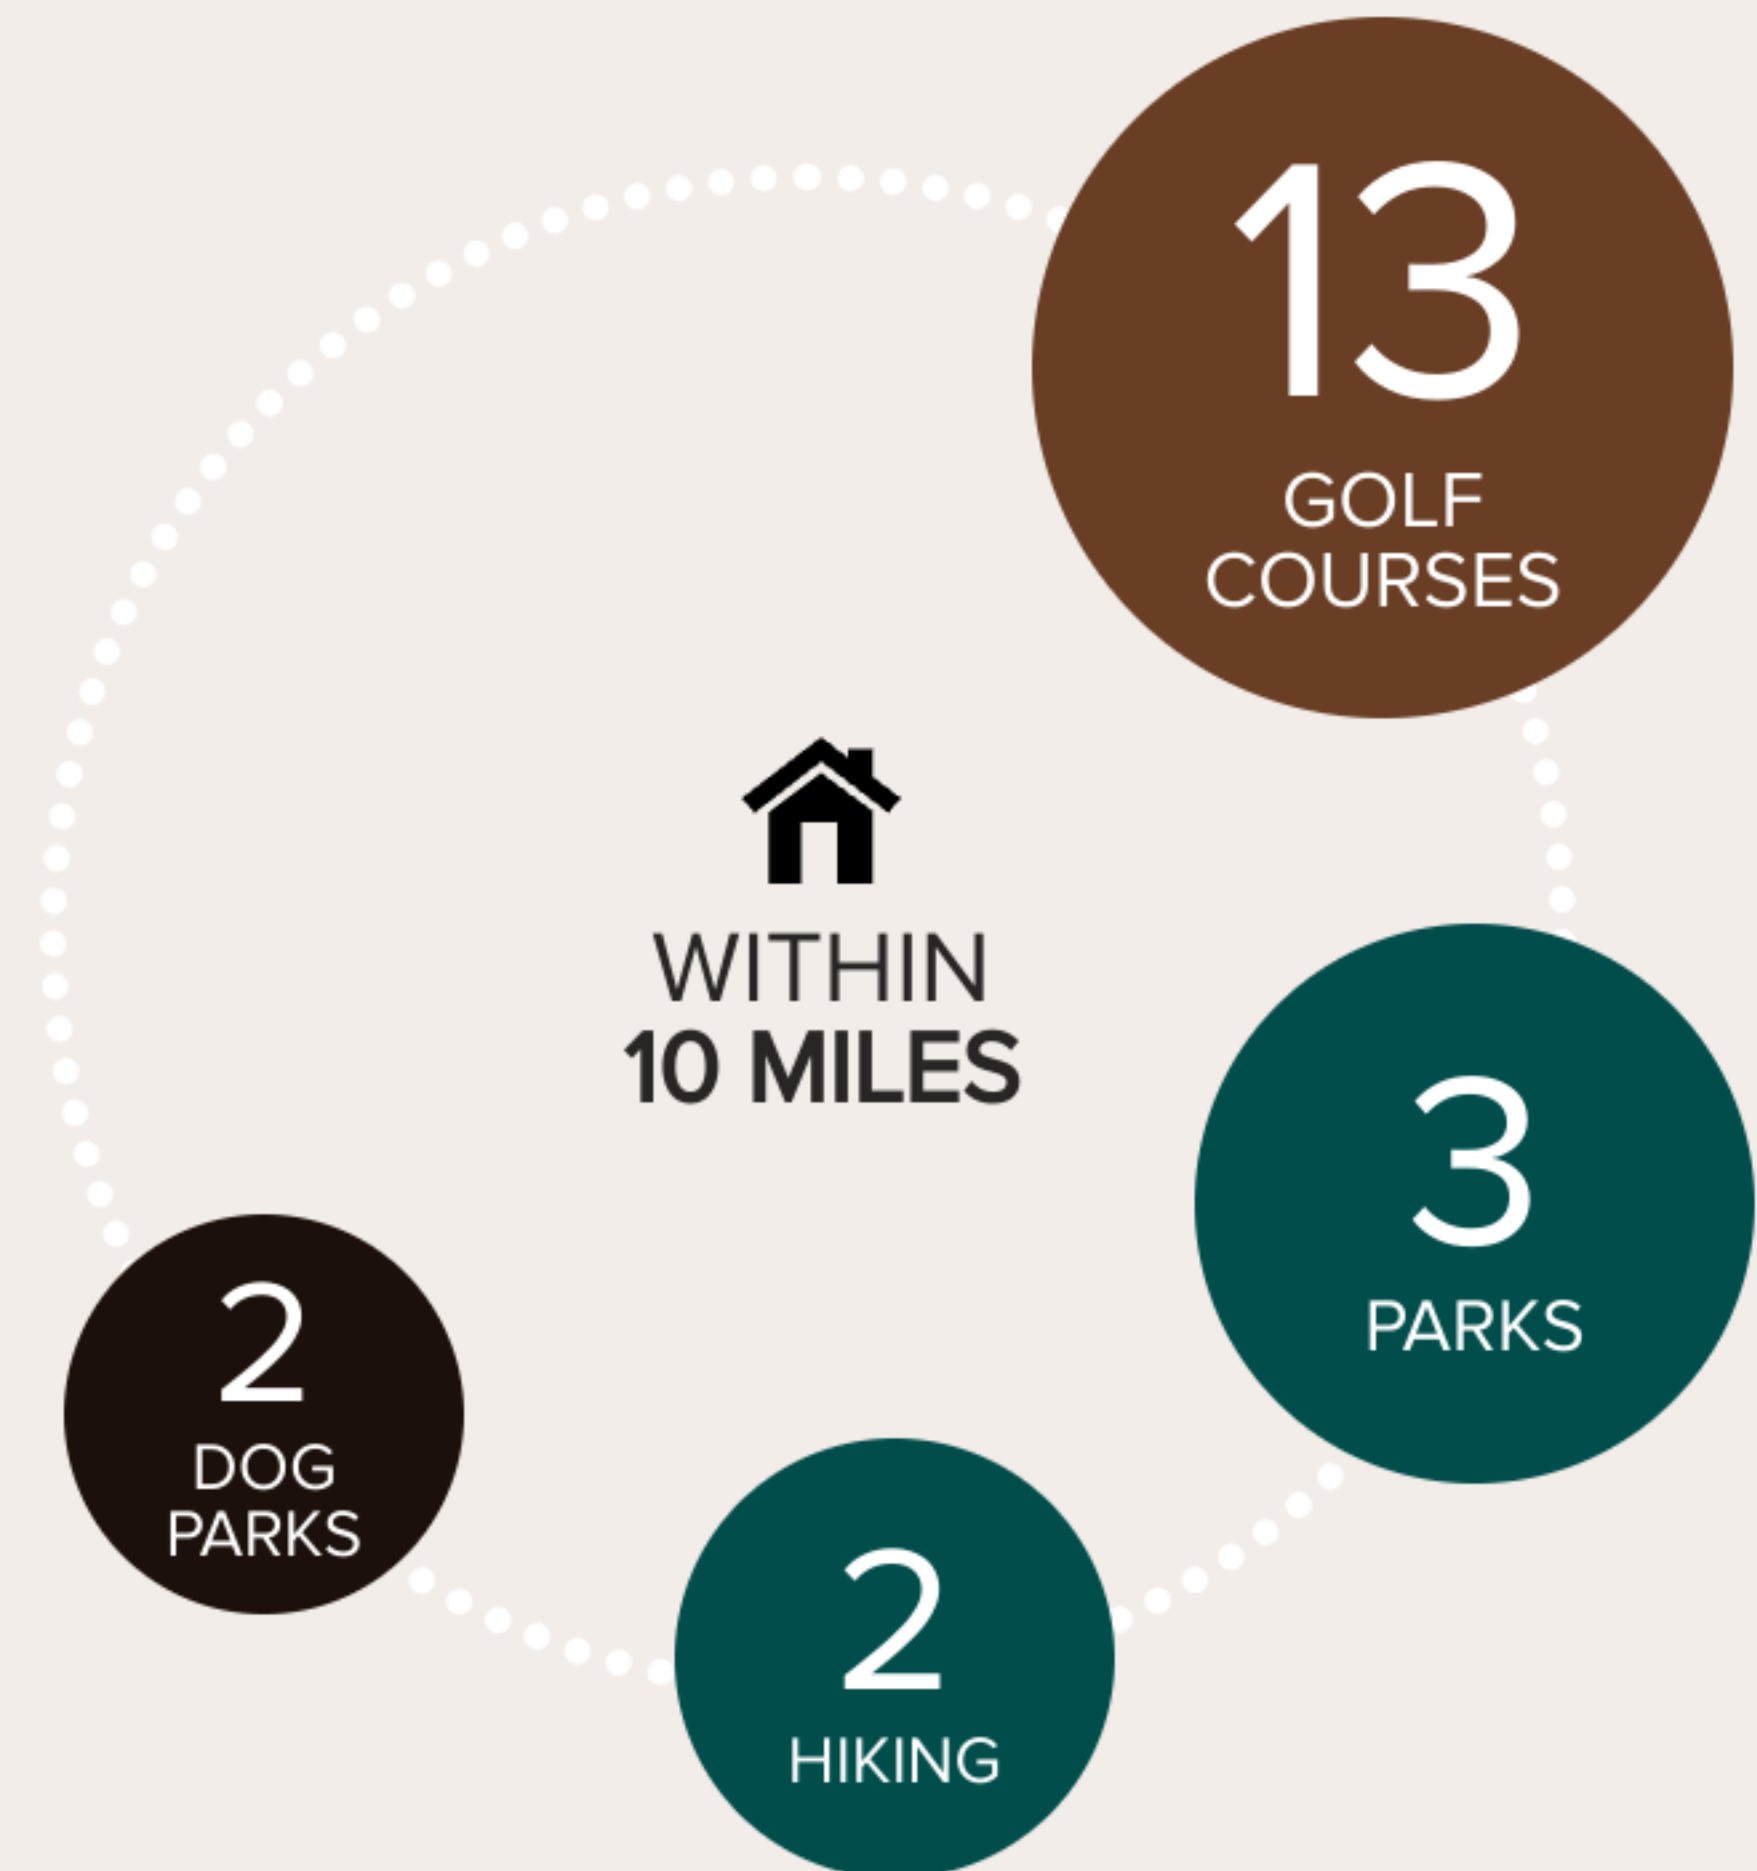 13
GOLF
COURSES
WITHIN
10 MILES
3
PARKS
2
DOG
PARKS
2
HIKING